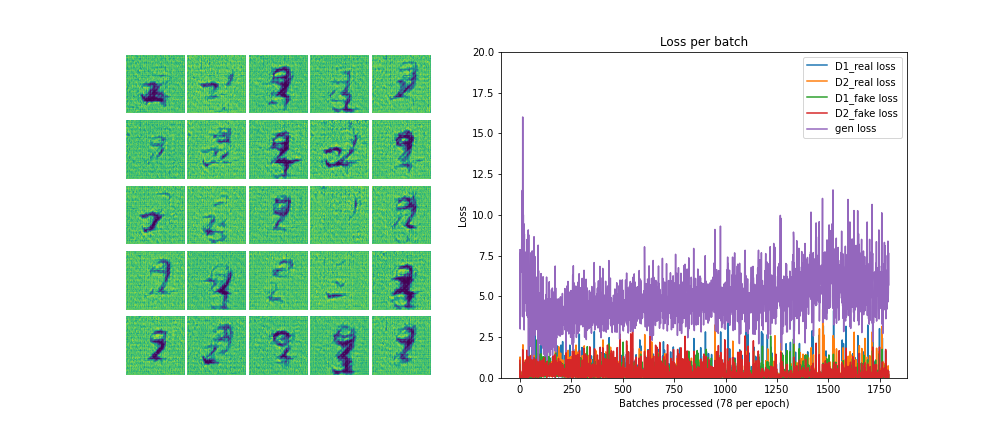 Loss per batch
20.0
17.5
15.0
12.5
10.0
7.5
5.0
2.5
0.0
Loss
D1_real loss
D2_real loss
D1_fake loss
D2_fake loss
gen loss
0 250 500 750 1000 1250 1500 1750
Batches processed (78 per epoch)